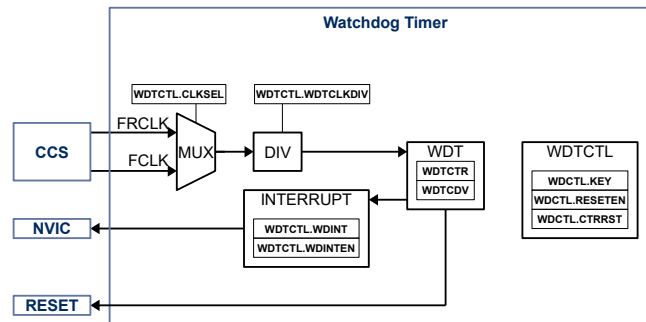 Watchdog Timer
WDTCTL.CLKSEL
WDTCTL.WDTCLKDIV
CCS
FRCLK
FCLK
MUX
DIV
WDT
WDTCTR
WDTCDV
WDTCTL
WDCTL.KEY
WDCTL.RESETEN
WDCTL.CTRRST
INTERRUPT
WDTCTL.WDINT
WDTCTL.WDINTEN
NVIC
RESET